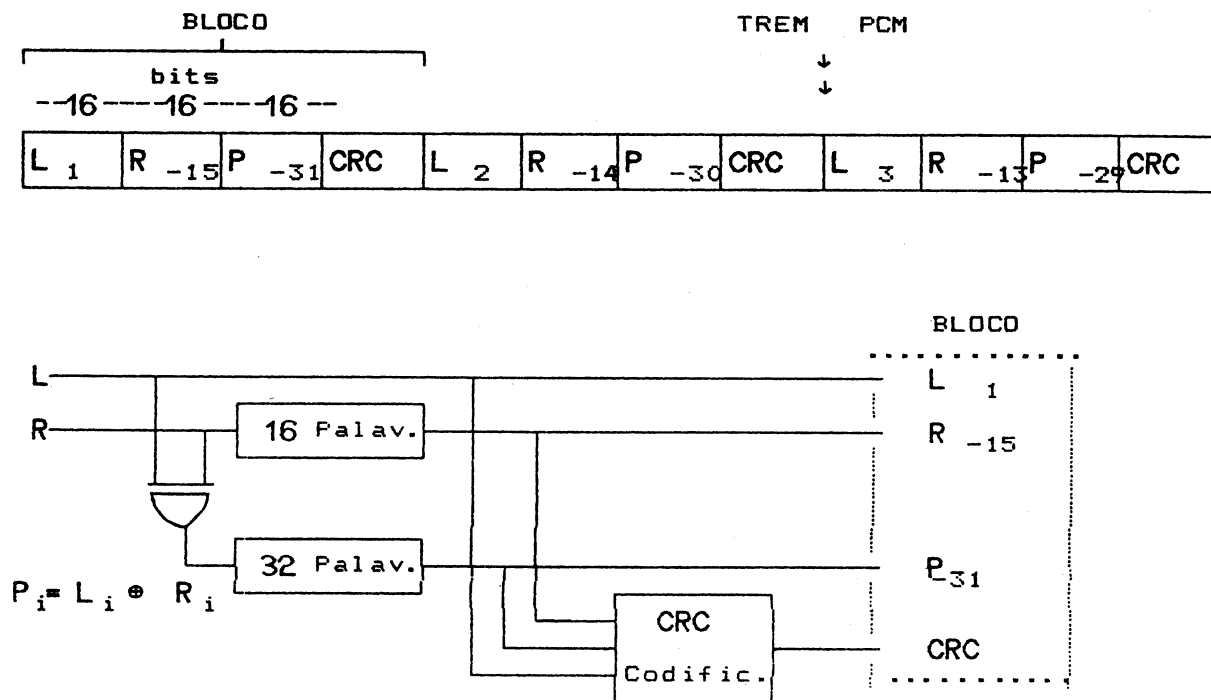 BLOCO TREM PCM
bits
16 16 16
L 1 R -15 P -31 CRC L 2 R -14 P -30 CRC L 3 R -13 P -29 CRC
BLOCO
L L 1
R 16 Palav. R -15
32 Palav. P -31
P i = L i ⊕ R i
CRC
Codific. CRC